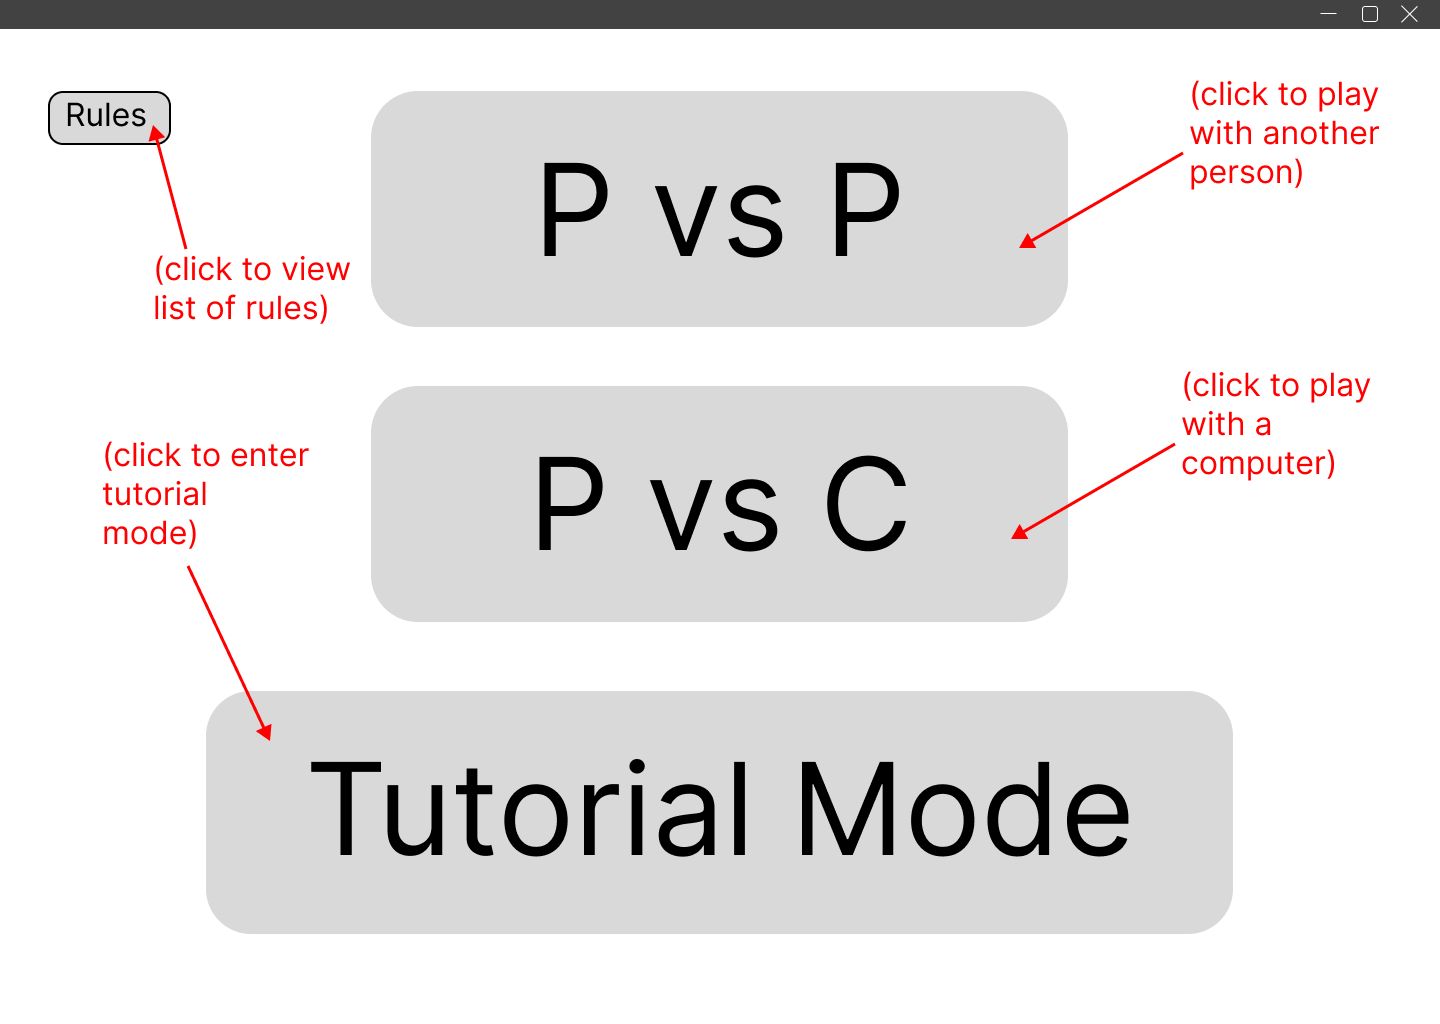 Rules
P vs P
(click to play
with another
person)
(click to view
list of rules)
P vs C
(click to play
with a
computer)
(click to enter
tutorial
mode)
Tutorial Mode